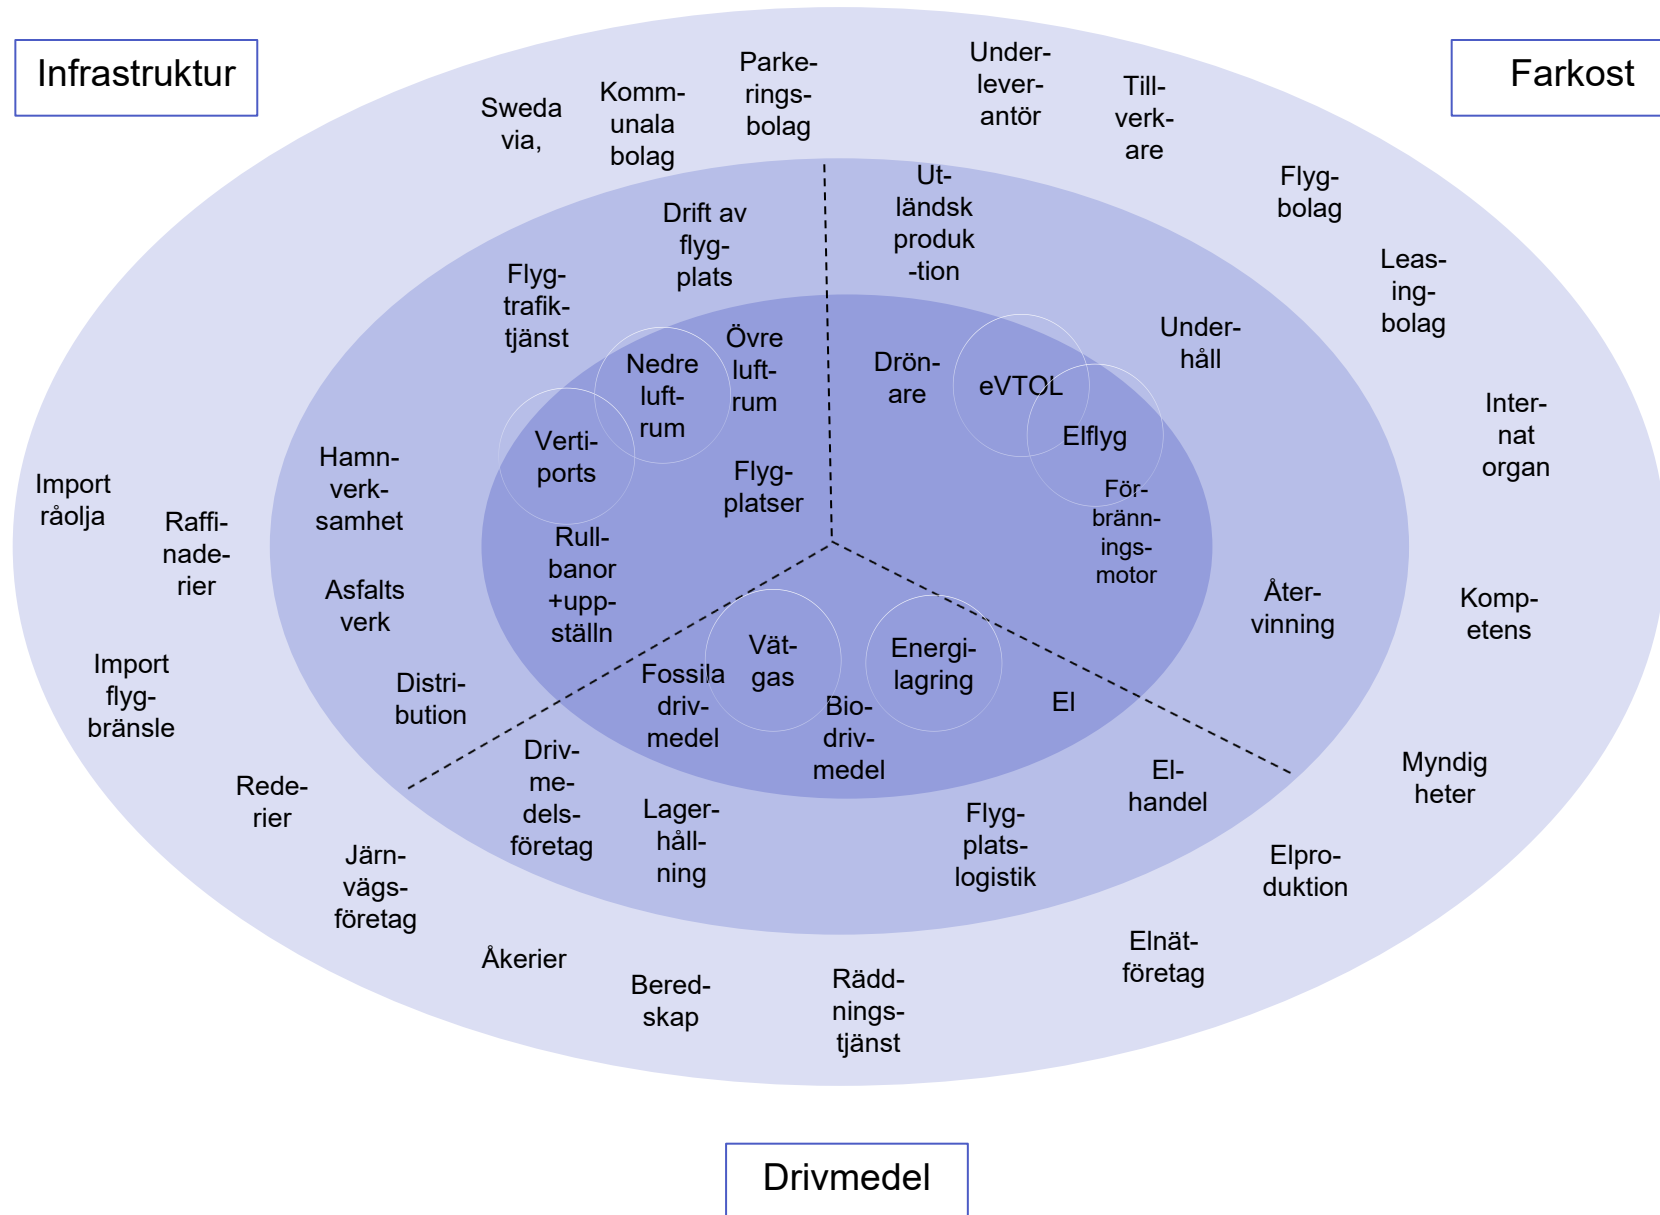 Infrastruktur
Farkost
Sweda
via,
Komm-
unala
bolag
Parke-
rings-
bolag
Under-
lever-
antör
Till-
verk-
are
Flyg-
bolag
Leas-
ing-
bolag
Inter-
nat
organ
Komp-
etens
Myndig
heter
Elpro-
duktion
Elnät-
företag
Rädd-
nings-
tjänst
Bered-
skap
Åkerier
Järn-
vägs-
företag
Rede-
rier
Import
flyg-
bränsle
Raffi-
nade-
rier
Import
råolja
Drift av
flyg-
plats
Flyg-
trafik-
tjänst
Hamn-
verk-
samhet
Asfalts
verk
Distri-
bution
Ut-
ländsk
produk
-tion
Under-
håll
Åter-
vinning
El-
handel
Flyg-
plats-
logistik
Lager-
håll-
ning
Driv-
me-
dels-
företag
Övre
luft-
rum
Nedre
luft-
rum
Verti-
ports
Flyg-
platser
Rull-
banor
+upp-
ställn
Drön-
are
eVTOL
Elflyg
För-
bränn-
ings-
motor
Vät-
gas
Energi-
lagring
Fossila
driv-
medel
Bio-
driv-
medel
El
Drivmedel